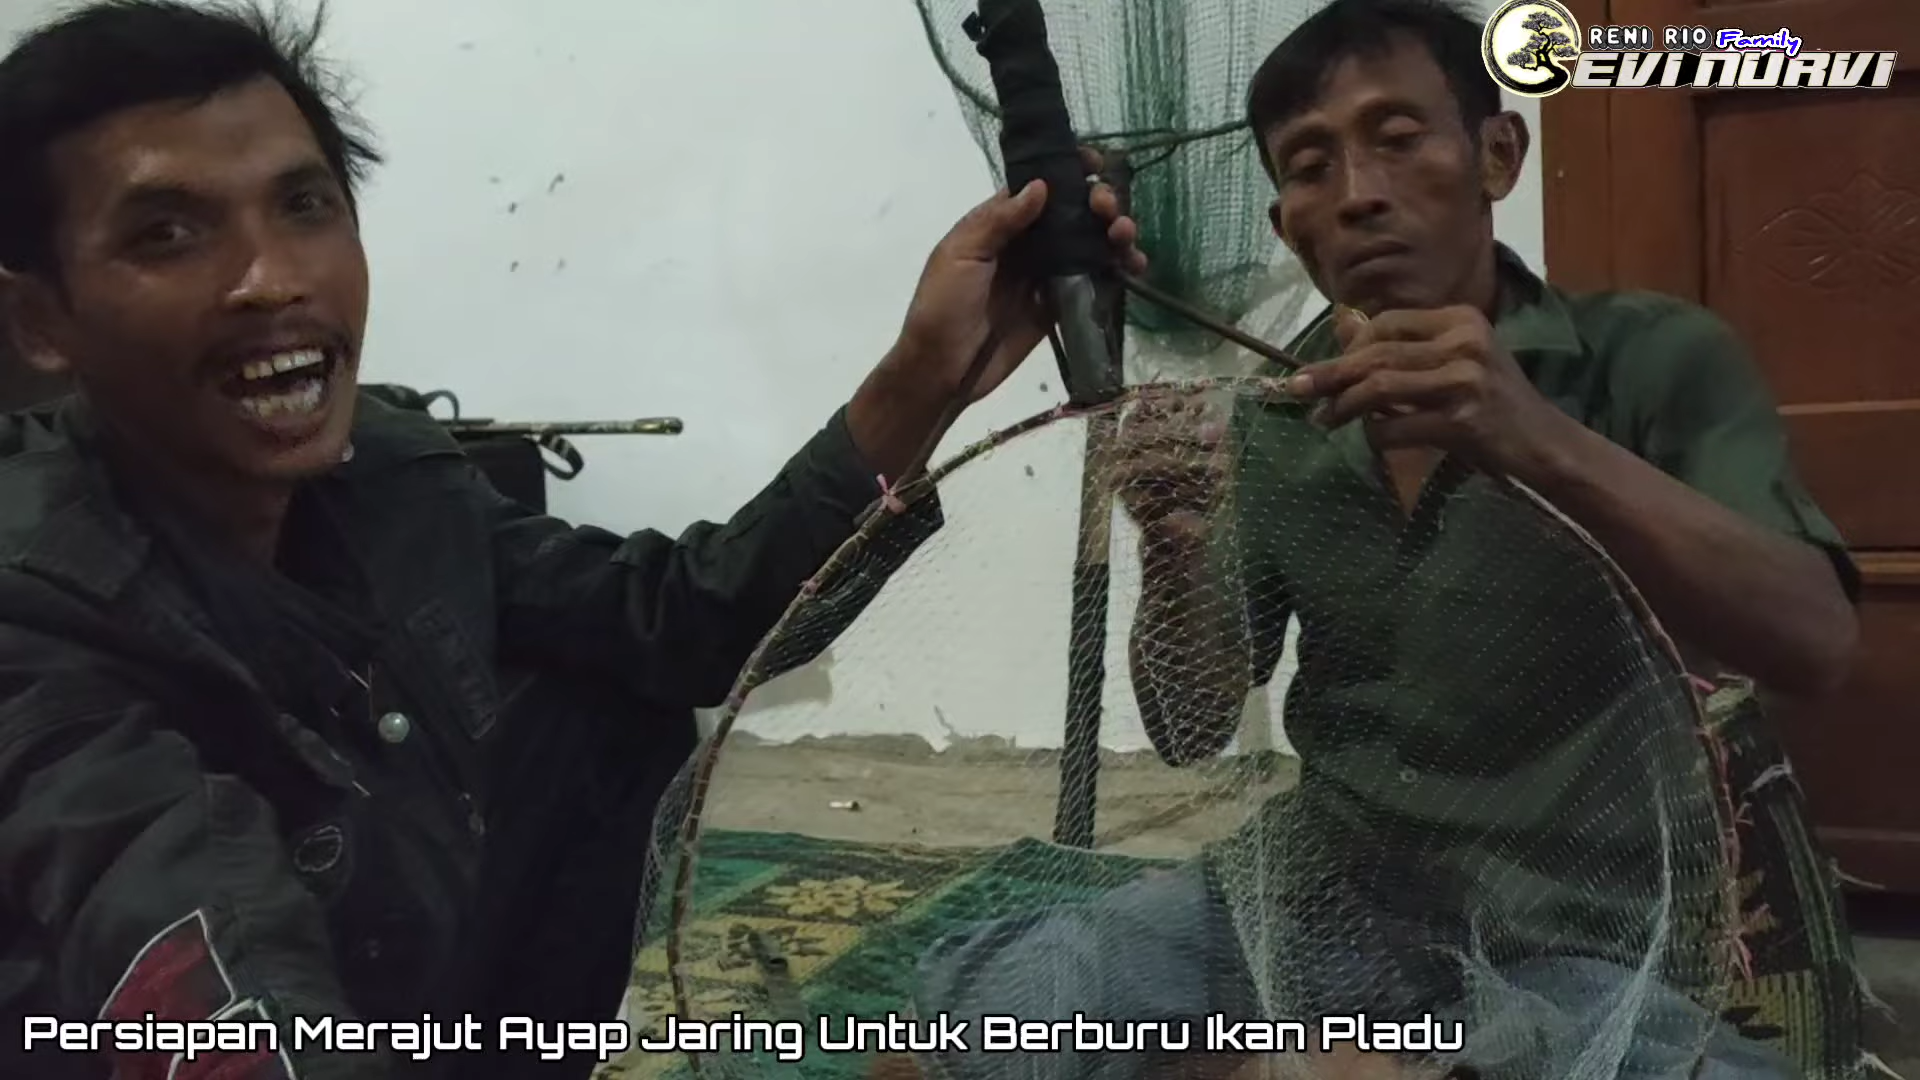 RENI RIO Family
EVI NURVI
Persiapan Merajut Ayap Jaring Untuk Berburu Ikan Pladu